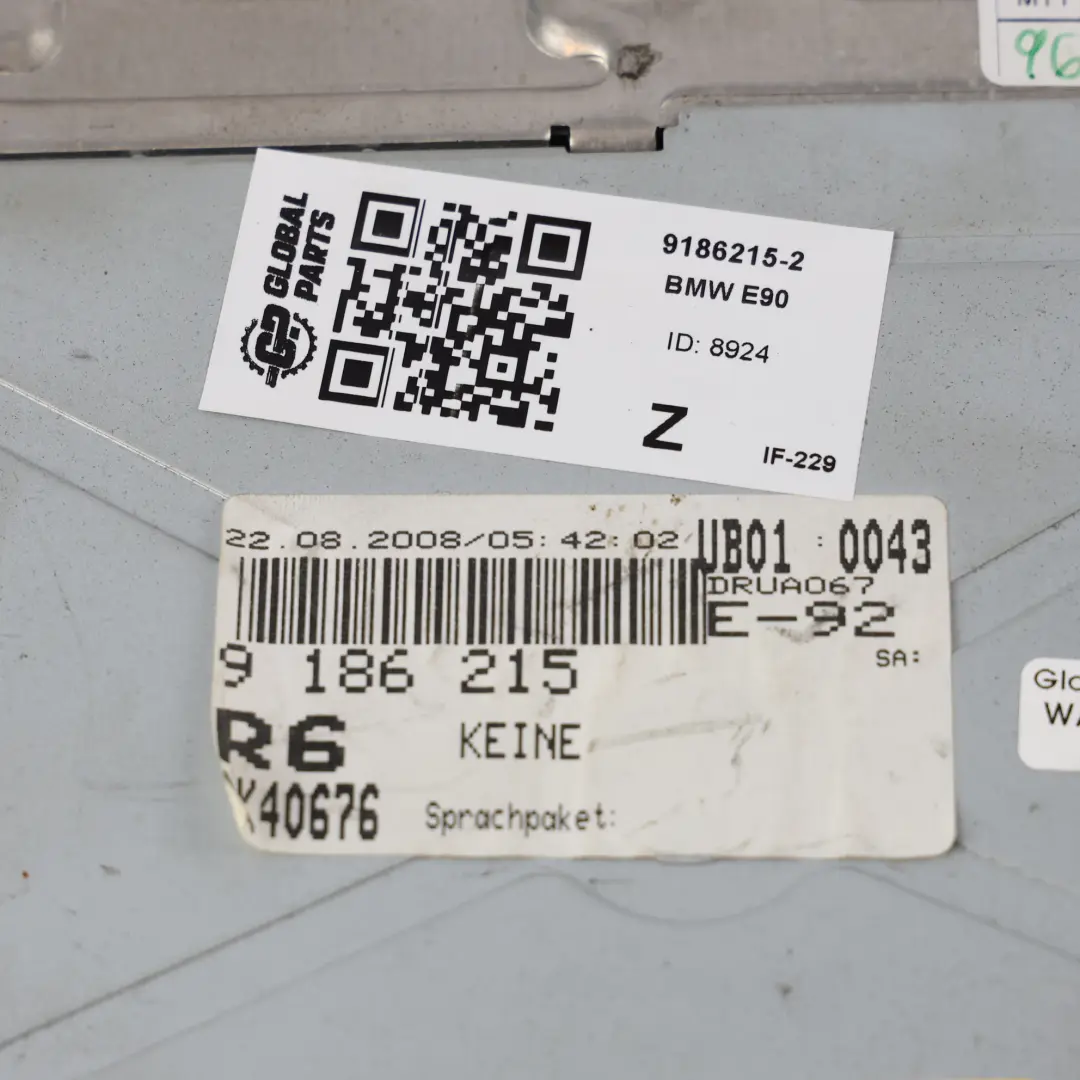 96
GLOBAL
PARTS
9186215-2
BMW E90
ID: 8924
Z
IF-229
22.08.2008/05:42:02
UB01 : 0043
DRUA067
E-92
SA:
9 186 215
R6
KEINE
K40676
Sprachpaket:
Glo
WA